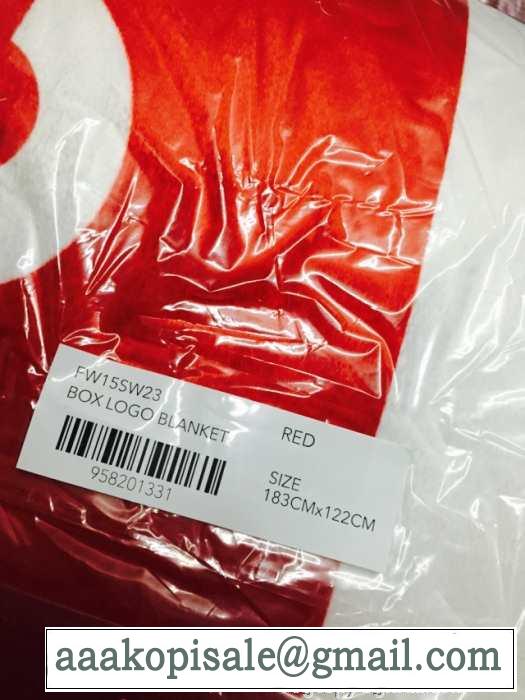 FW15SW23
BOX LOGO BLANKET
958201331
RED
SIZE
183CMx122CM
aaakopisale@gmail.com